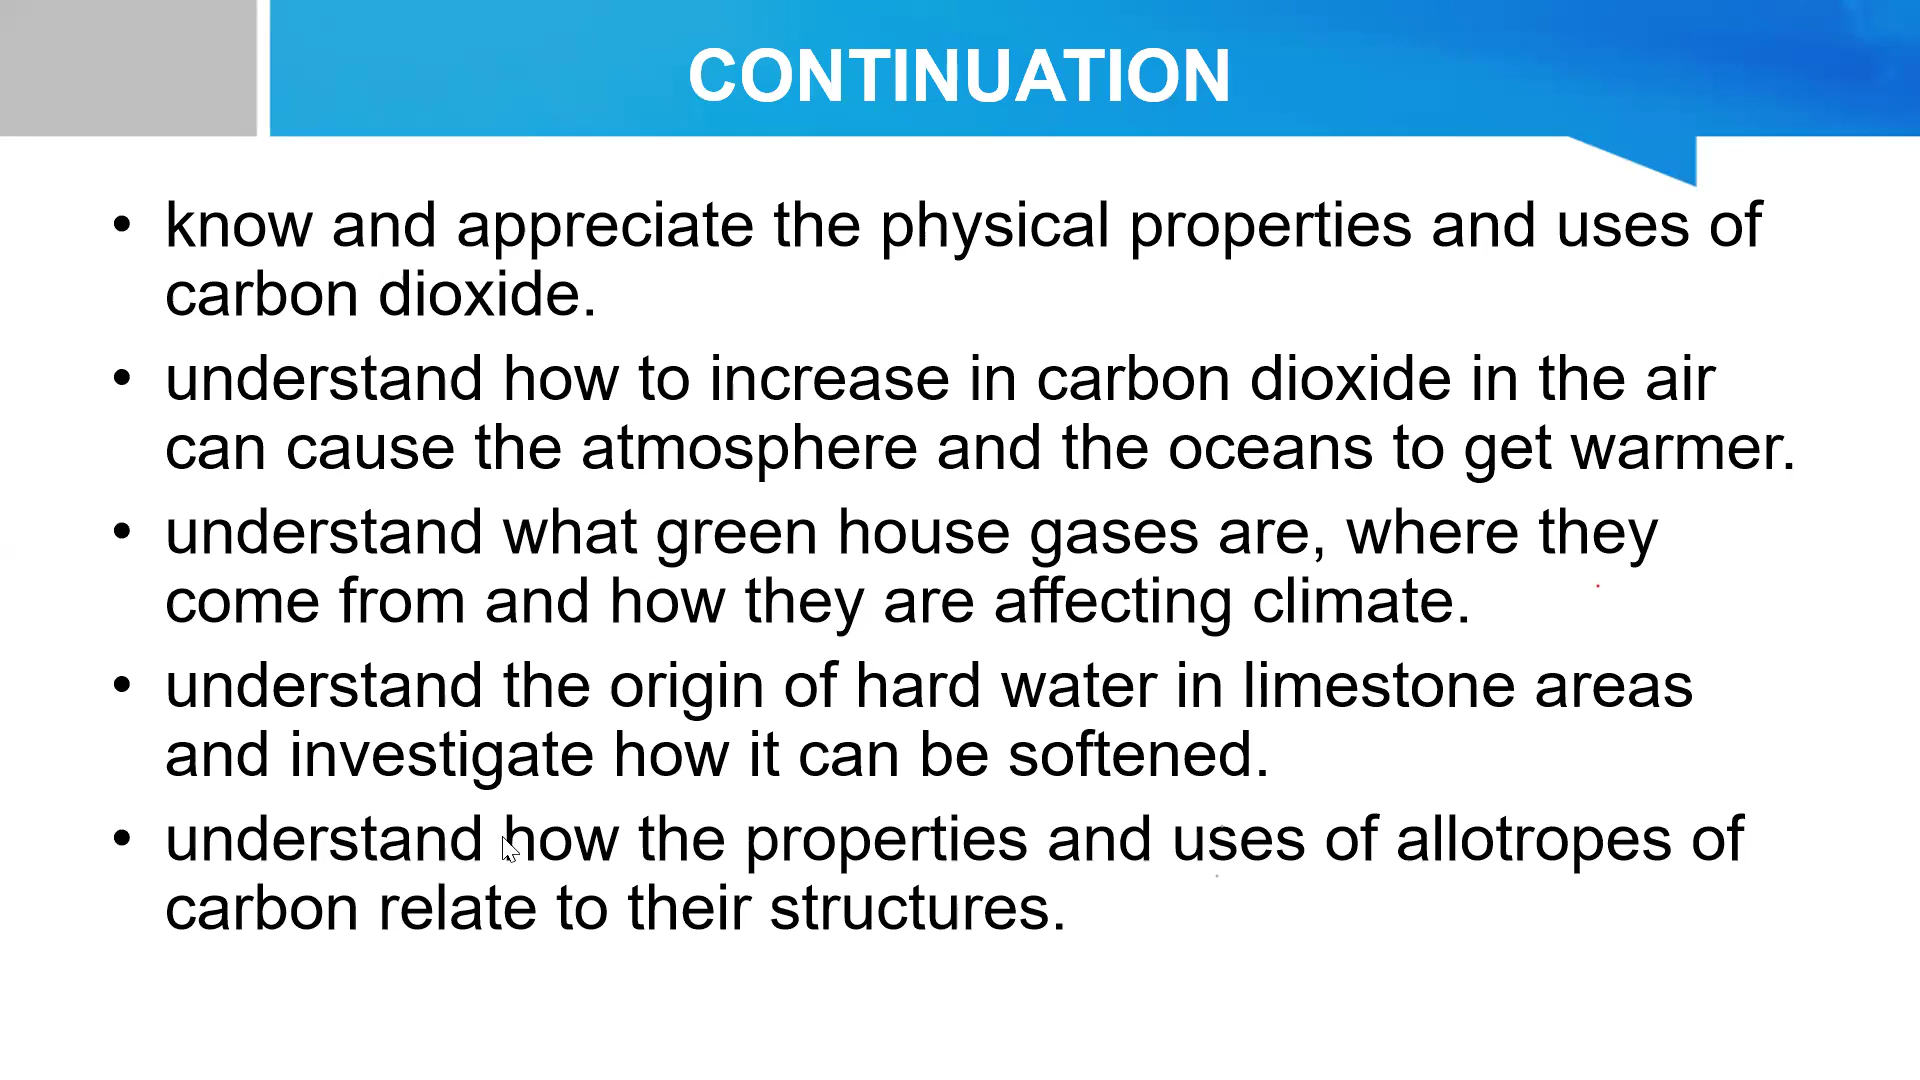 CONTINUATION
• know and appreciate the physical properties and uses of
carbon dioxide.
• understand how to increase in carbon dioxide in the air
can cause the atmosphere and the oceans to get warmer.
• understand what green house gases are, where they
come from and how they are affecting climate.
• understand the origin of hard water in limestone areas
and investigate how it can be softened.
• understand how the properties and uses of allotropes of
carbon relate to their structures.